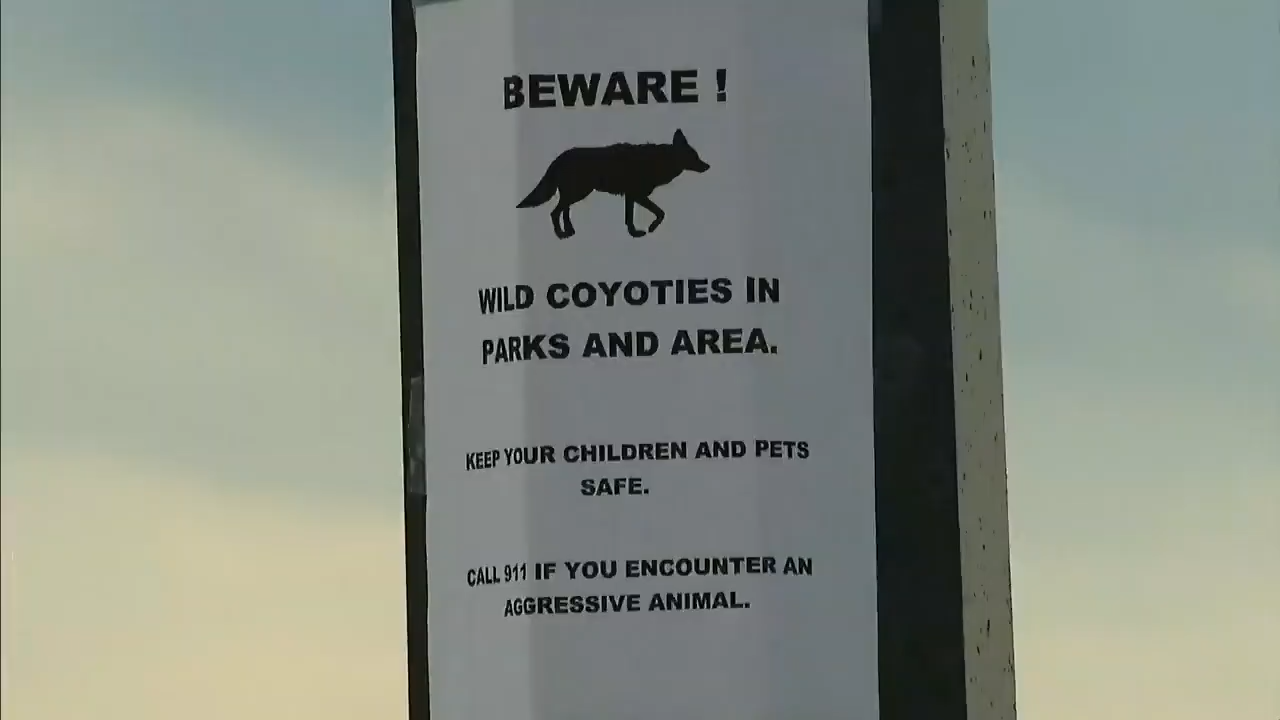 BEWARE !
WILD COYOTIES IN
PARKS AND AREA.
KEEP YOUR CHILDREN AND PETS
SAFE.
CALL 911 IF YOU ENCOUNTER AN
AGGRESSIVE ANIMAL.